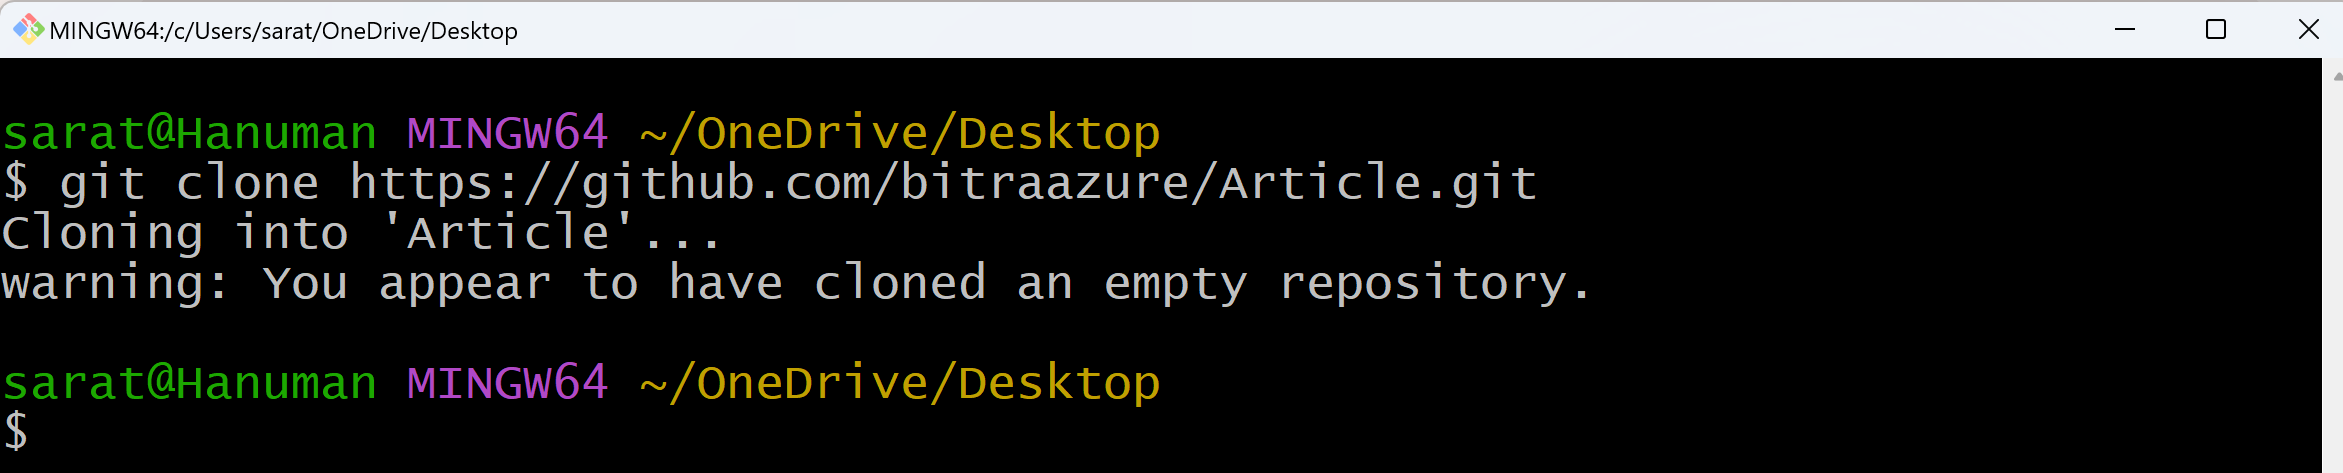 MINGW64:/c/Users/sarat/OneDrive/Desktop
sarat@Hanuman MINGW64 ~/OneDrive/Desktop
$ git clone https://github.com/bitraazure/Article.git
Cloning into 'Article'...
warning: You appear to have cloned an empty repository.
sarat@Hanuman MINGW64 ~/OneDrive/Desktop
$